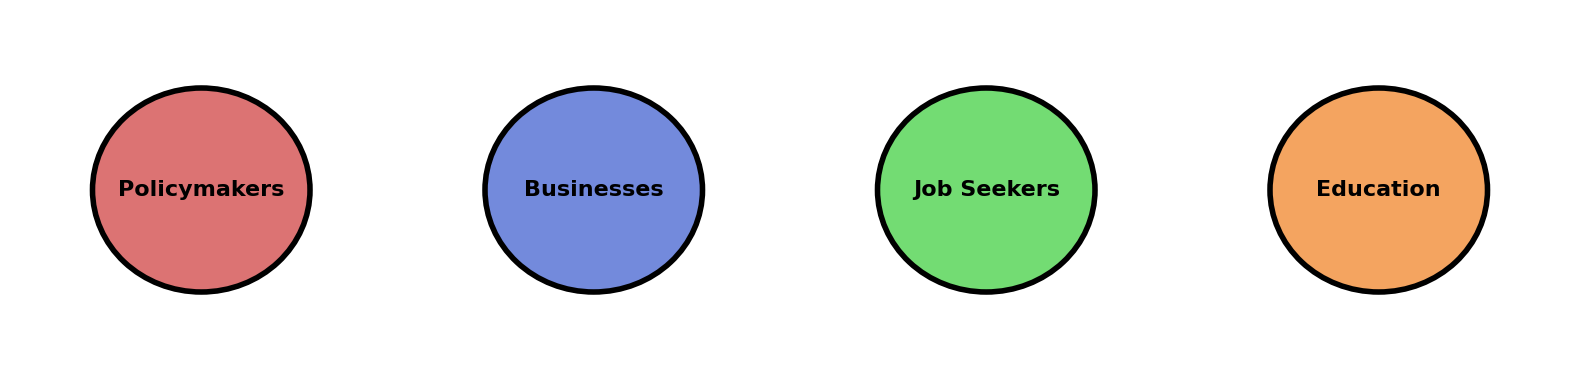 Policymakers
Businesses
Job Seekers
Education